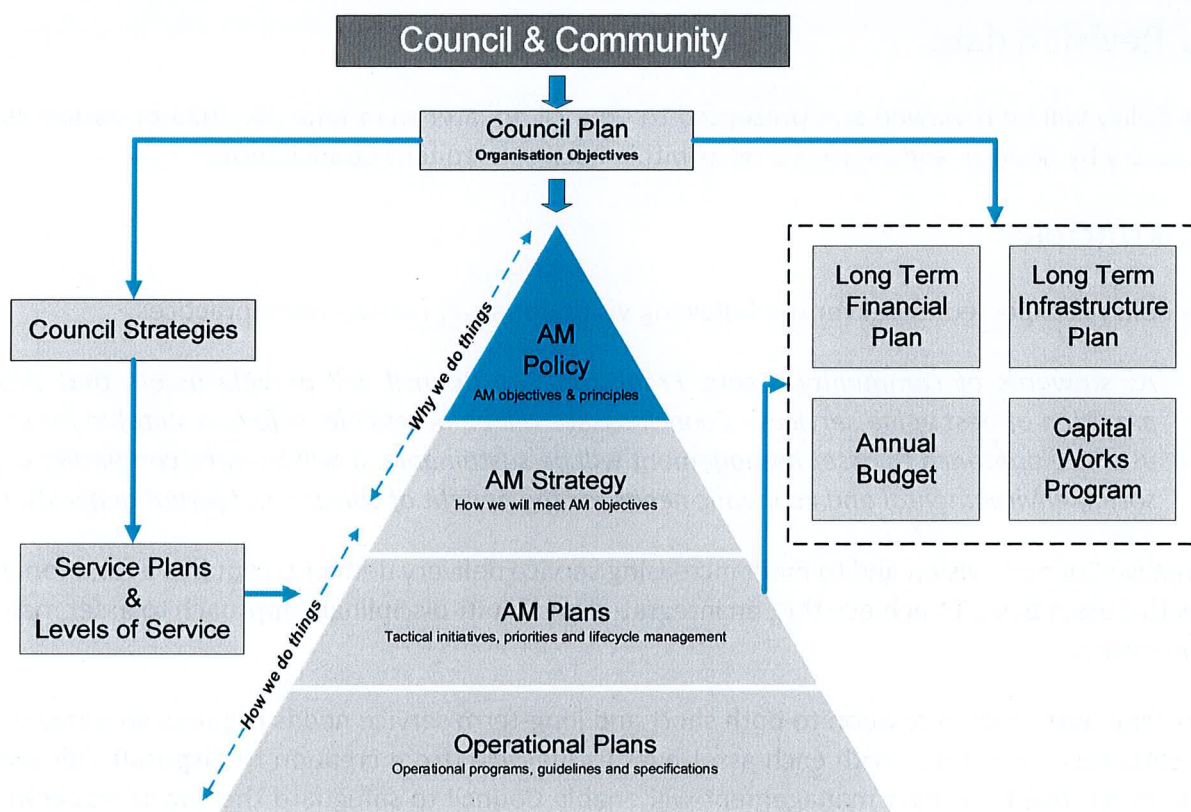 Council & Community
Council Plan
Organisation Objectives
Why we do things
How we do things
Council Strategies
Service Plans
&
Levels of Service
AM
Policy
AM objectives & principles
AM Strategy
How we will meet AM objectives
AM Plans
Tactical initiatives, priorities and lifecycle management
Operational Plans
Operational programs, guidelines and specifications
Long Term
Financial
Plan
Long Term
Infrastructure
Plan
Annual
Budget
Capital
Works
Program